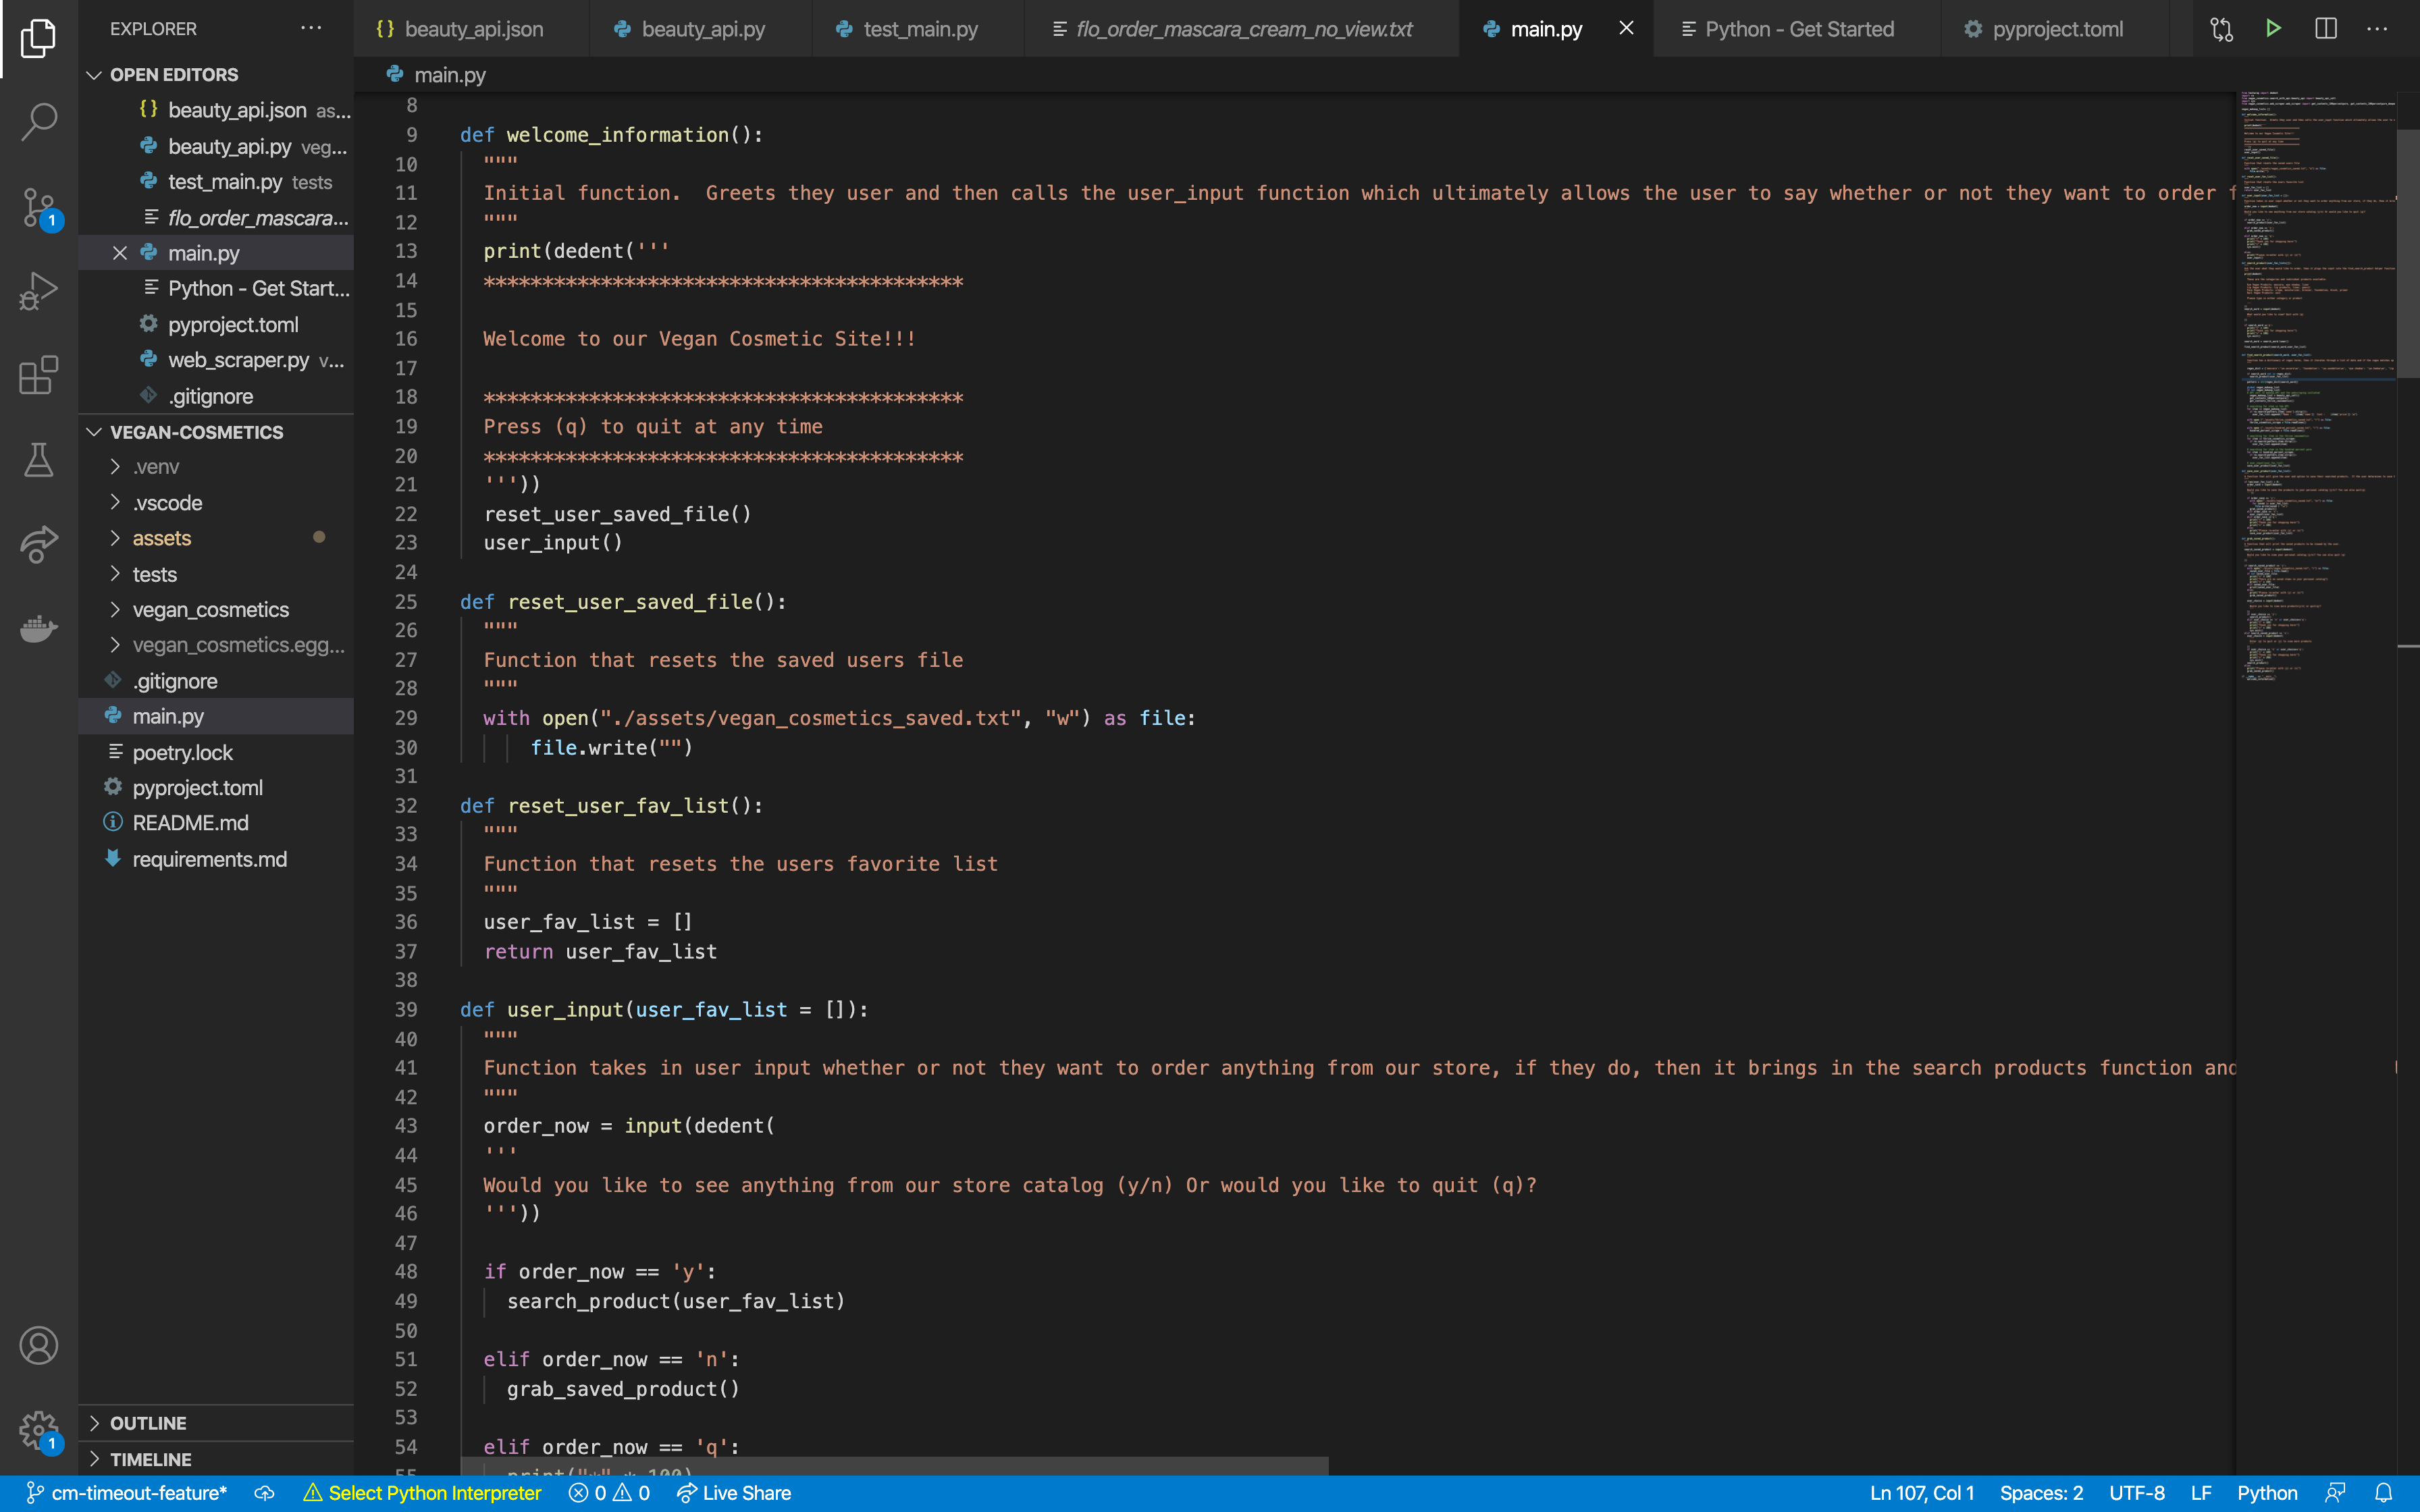 EXPLORER
OPEN EDITORS
beauty_api.json as...
beauty_api.py veg...
test_main.py tests
flo_order_mascara...
main.py
Python - Get Start...
pyproject.toml
web_scraper.py v...
.gitignore
VEGAN-COSMETICS
.venv
.vscode
assets
tests
vegan_cosmetics
vegan_cosmetics.egg...
.gitignore
main.py
poetry.lock
pyproject.toml
README.md
requirements.md
OUTLINE
TIMELINE
beauty_api.json beauty_api.py test_main.py flo_order_mascara_cream_no_view.txt main.py Python - Get Started pyproject.toml
main.py
8
9 def welcome_information():
10 """
11 Initial function.  Greets they user and then calls the user_input function which ultimately allows the user to say whether or not they want to order f
12 """
13 print(dedent('''
14 *****************************************
15
16 Welcome to our Vegan Cosmetic Site!!!
17
18 *****************************************
19 Press (q) to quit at any time
20 *****************************************
21 '''))
22 reset_user_saved_file()
23 user_input()
24
25 def reset_user_saved_file():
26 """
27 Function that resets the saved users file
28 """
29 with open("./assets/vegan_cosmetics_saved.txt", "w") as file:
30 file.write("")
31
32 def reset_user_fav_list():
33 """
34 Function that resets the users favorite list
35 """
36 user_fav_list = []
37 return user_fav_list
38
39 def user_input(user_fav_list = []):
40 """
41 Function takes in user input whether or not they want to order anything from our store, if they do, then it brings in the search products function and
42 """
43 order_now = input(dedent(
44 '''
45 Would you like to see anything from our store catalog (y/n) Or would you like to quit (q)?
46 '''))
47
48 if order_now == 'y':
49 search_product(user_fav_list)
50
51 elif order_now == 'n':
52 grab_saved_product()
53
54 elif order_now == 'q':
55 print("*" * 100)
1
1
cm-timeout-feature* Select Python Interpreter 0 0 Live Share Ln 107, Col 1 Spaces: 2 UTF-8 LF Python